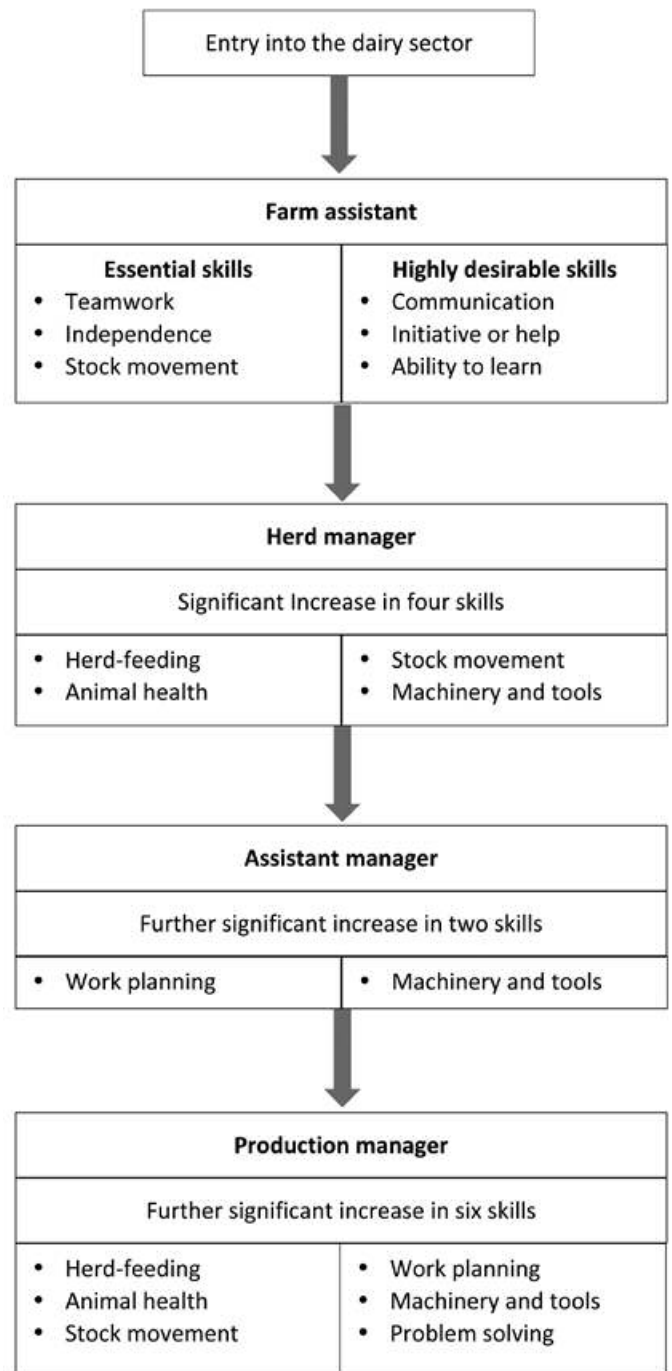 Entry into the dairy sector
Farm assistant
Essential skills
• Teamwork
• Independence
• Stock movement
Highly desirable skills
• Communication
• Initiative or help
• Ability to learn
Herd manager
Significant Increase in four skills
• Herd-feeding
• Animal health
• Stock movement
• Machinery and tools
Assistant manager
Further significant increase in two skills
• Work planning
• Machinery and tools
Production manager
Further significant increase in six skills
• Herd-feeding
• Animal health
• Stock movement
• Work planning
• Machinery and tools
• Problem solving